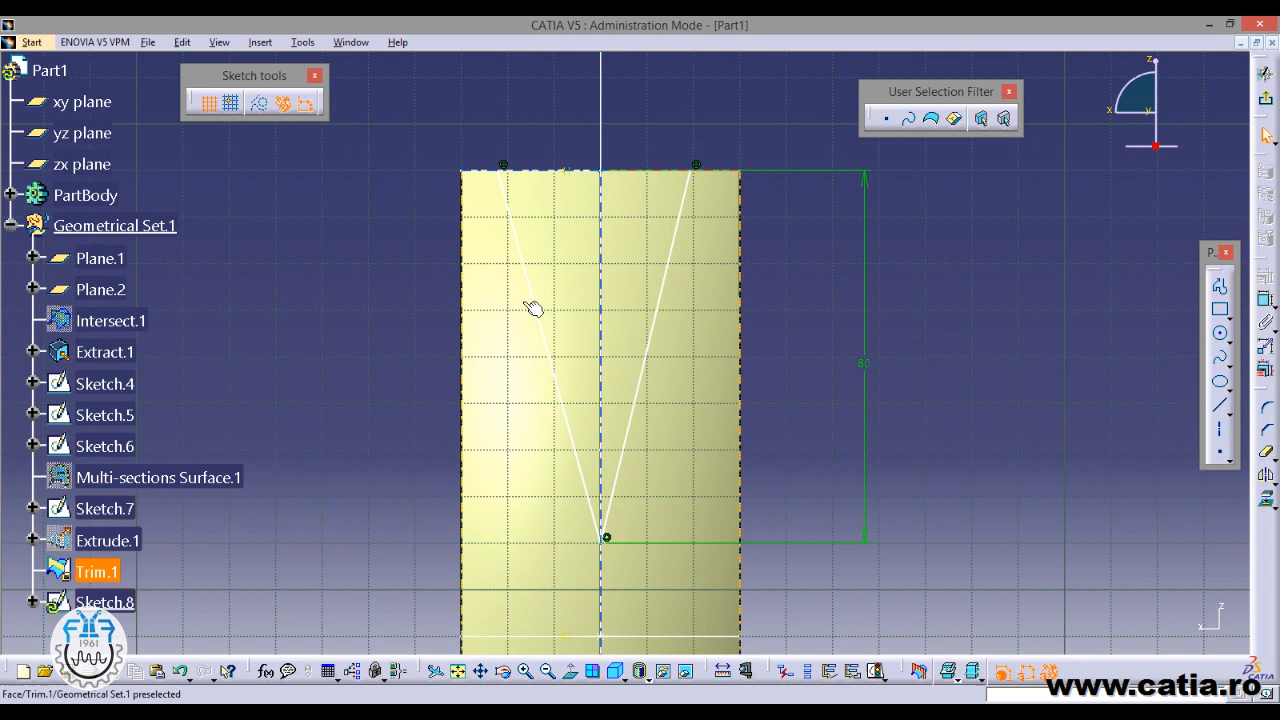 CATIA V5 : Administration Mode - [Part1]
Start ENOVIA V5 VPM File Edit View Insert Tools Window Help
Part1
xy plane
yz plane
zx plane
PartBody
Geometrical Set.1
Plane.1
Plane.2
Intersect.1
Extract.1
Sketch.4
Sketch.5
Sketch.6
Multi-sections Surface.1
Sketch.7
Extrude.1
Trim.1
Sketch.8
Sketch tools
User Selection Filter
P..
z
x
y
80
z
x
1961
f(x)
CATIA
Face/Trim.1/Geometrical Set.1 preselected
www.catia.ro